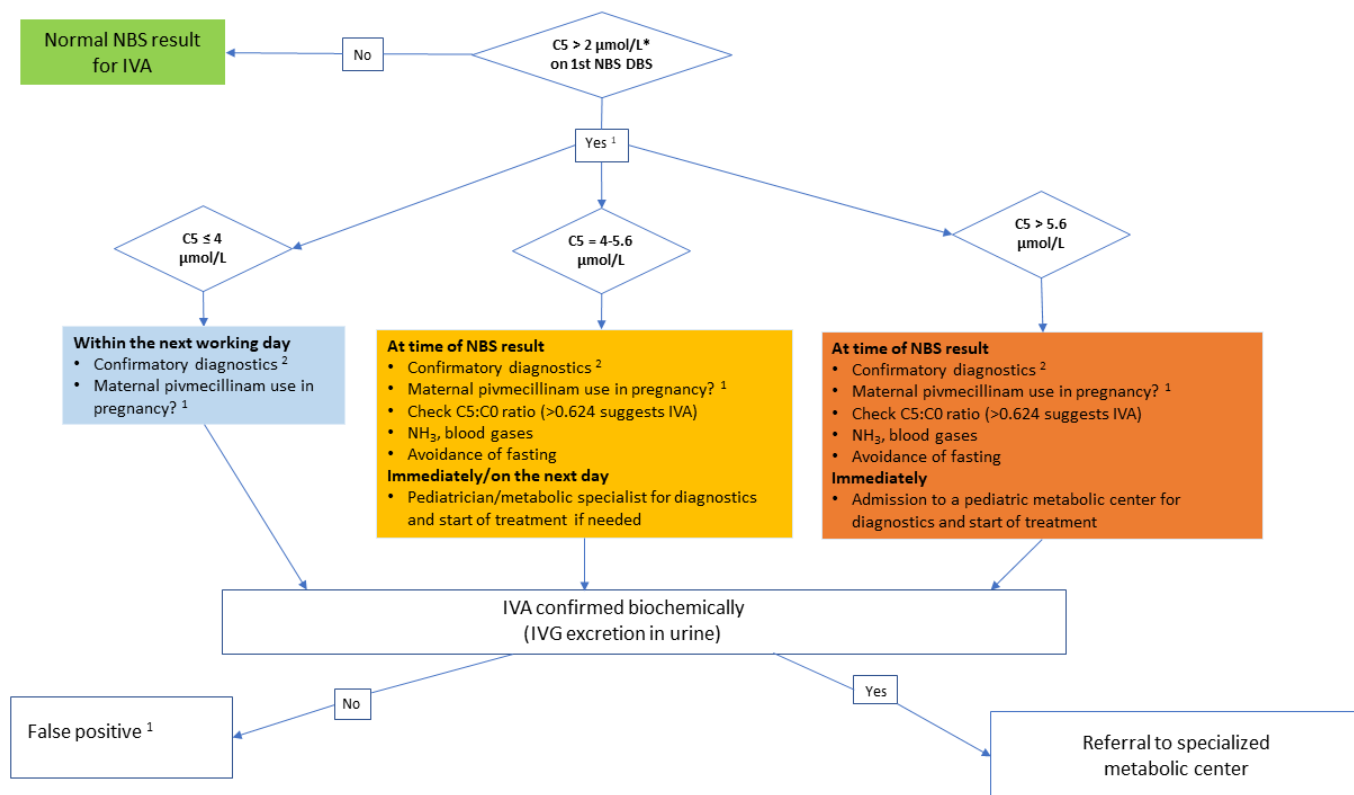 Normal NBS result
for IVA
No
C5 > 2 µmol/L*
on 1st NBS DBS
Yes ¹
C5 ≤ 4
µmol/L
C5 = 4-5.6
µmol/L
C5 > 5.6
µmol/L
Within the next working day
• Confirmatory diagnostics ²
• Maternal pivmecillinam use in
pregnancy? ¹
At time of NBS result
• Confirmatory diagnostics ²
• Maternal pivmecillinam use in pregnancy? ¹
• Check C5:C0 ratio (>0.624 suggests IVA)
• NH₃, blood gases
• Avoidance of fasting
Immediately/on the next day
• Pediatrician/metabolic specialist for diagnostics
and start of treatment if needed
At time of NBS result
• Confirmatory diagnostics ²
• Maternal pivmecillinam use in pregnancy? ¹
• Check C5:C0 ratio (>0.624 suggests IVA)
• NH₃, blood gases
• Avoidance of fasting
Immediately
• Admission to a pediatric metabolic center for
diagnostics and start of treatment
IVA confirmed biochemically
(IVG excretion in urine)
No
Yes
False positive ¹
Referral to specialized
metabolic center